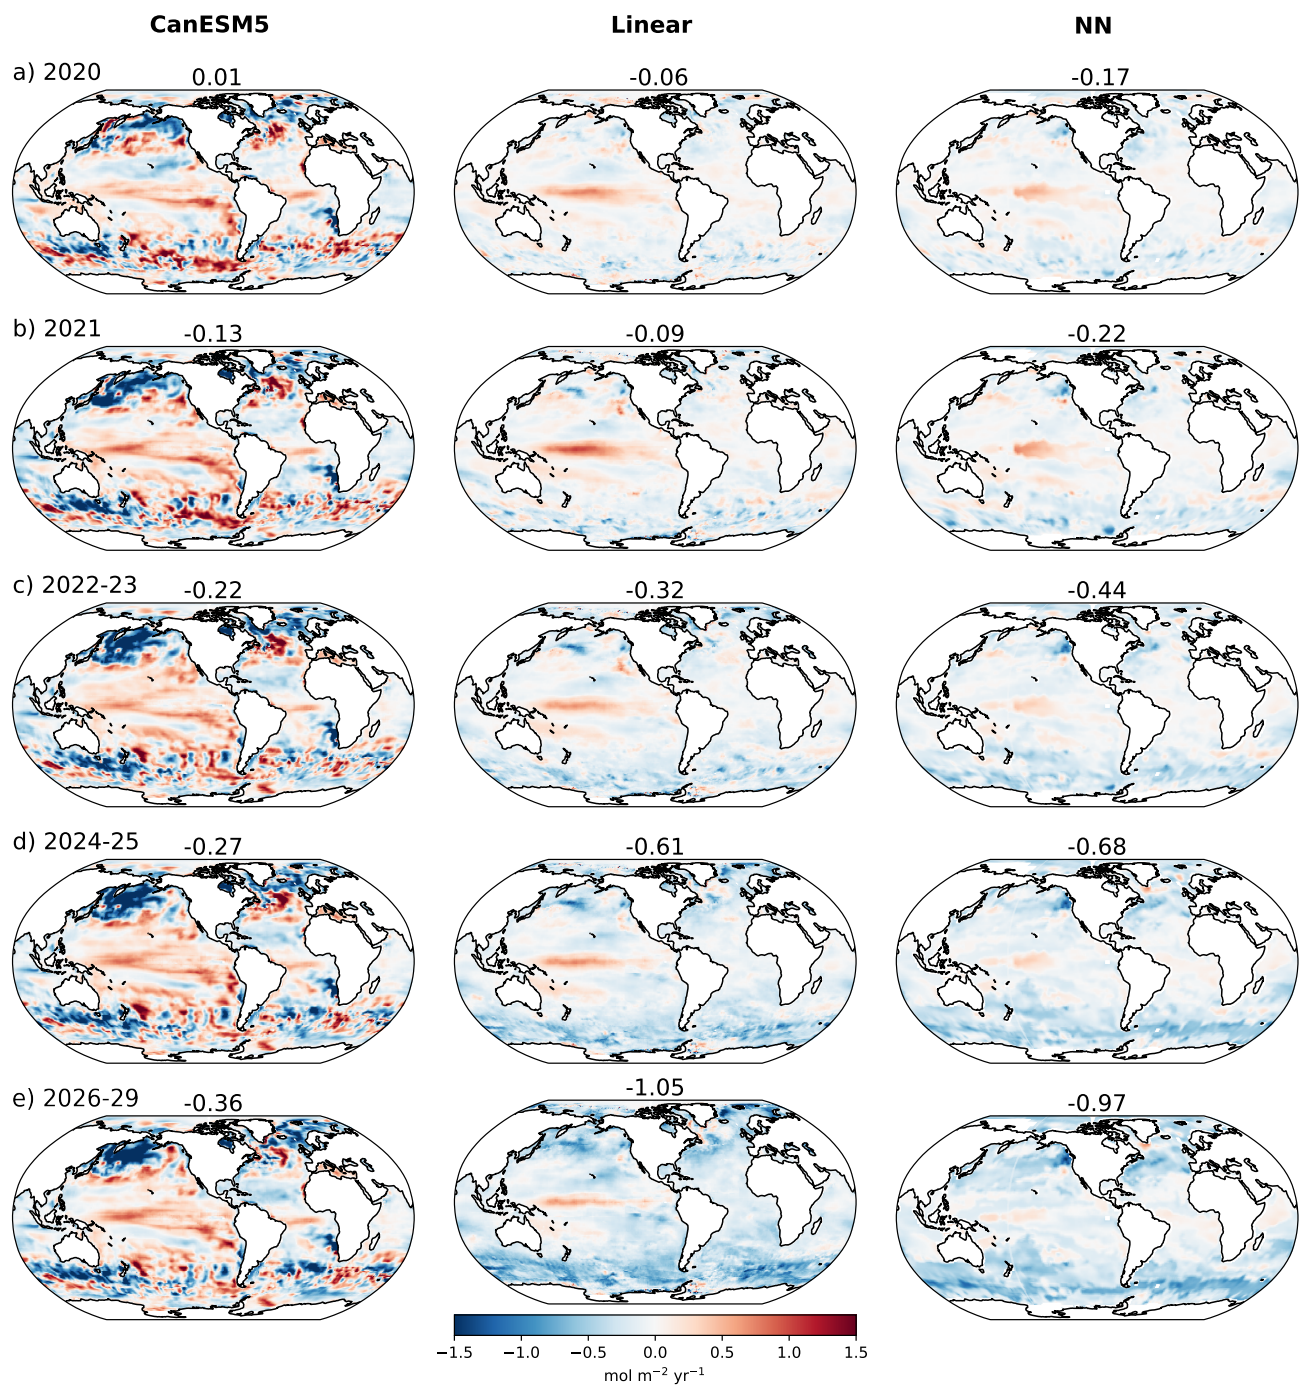 CanESM5 Linear NN
a) 2020 0.01 -0.06 -0.17
b) 2021 -0.13 -0.09 -0.22
c) 2022-23 -0.22 -0.32 -0.44
d) 2024-25 -0.27 -0.61 -0.68
e) 2026-29 -0.36 -1.05 -0.97
−1.5 −1.0 −0.5 0.0 0.5 1.0 1.5
mol m⁻² yr⁻¹